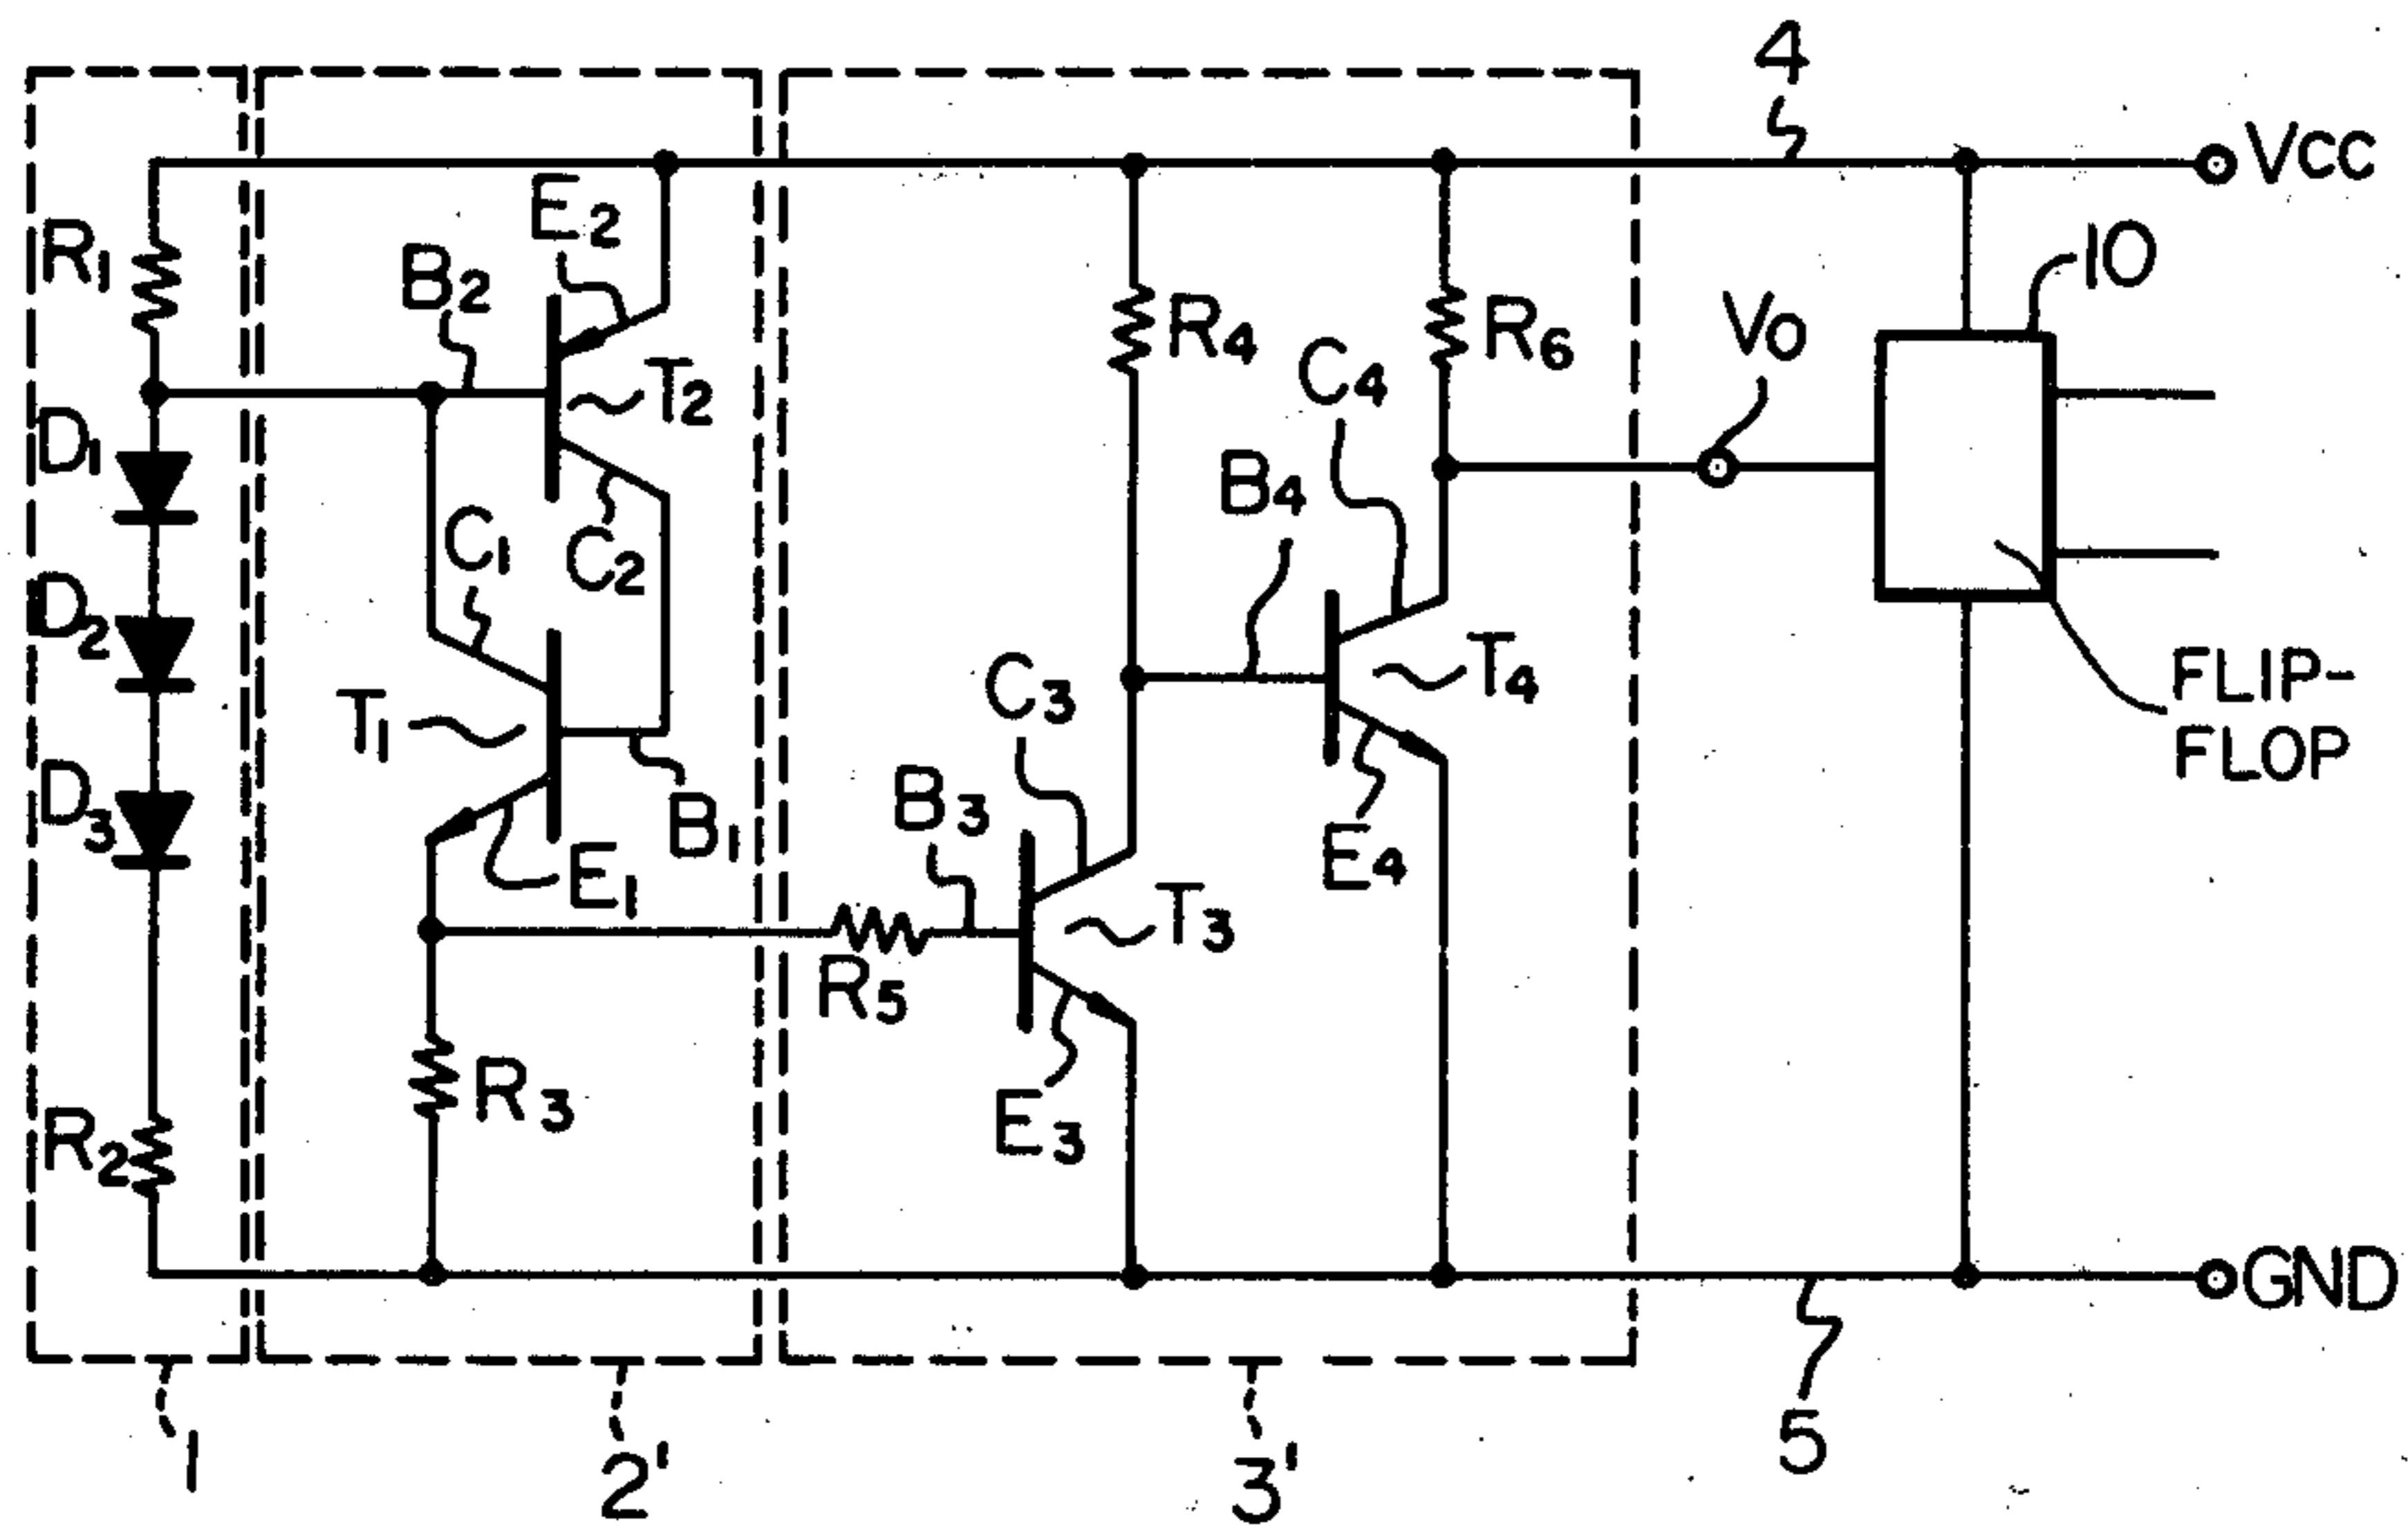 4
VCC
R1
B2
E2
T2
R4
R6
C4
VO
10
D1
C1
C2
B4
D2
T1
C3
T4
FLIP-
FLOP
D3
B1
B3
E4
E1
T3
R5
R2
R3
E3
GND
1
2'
3'
5